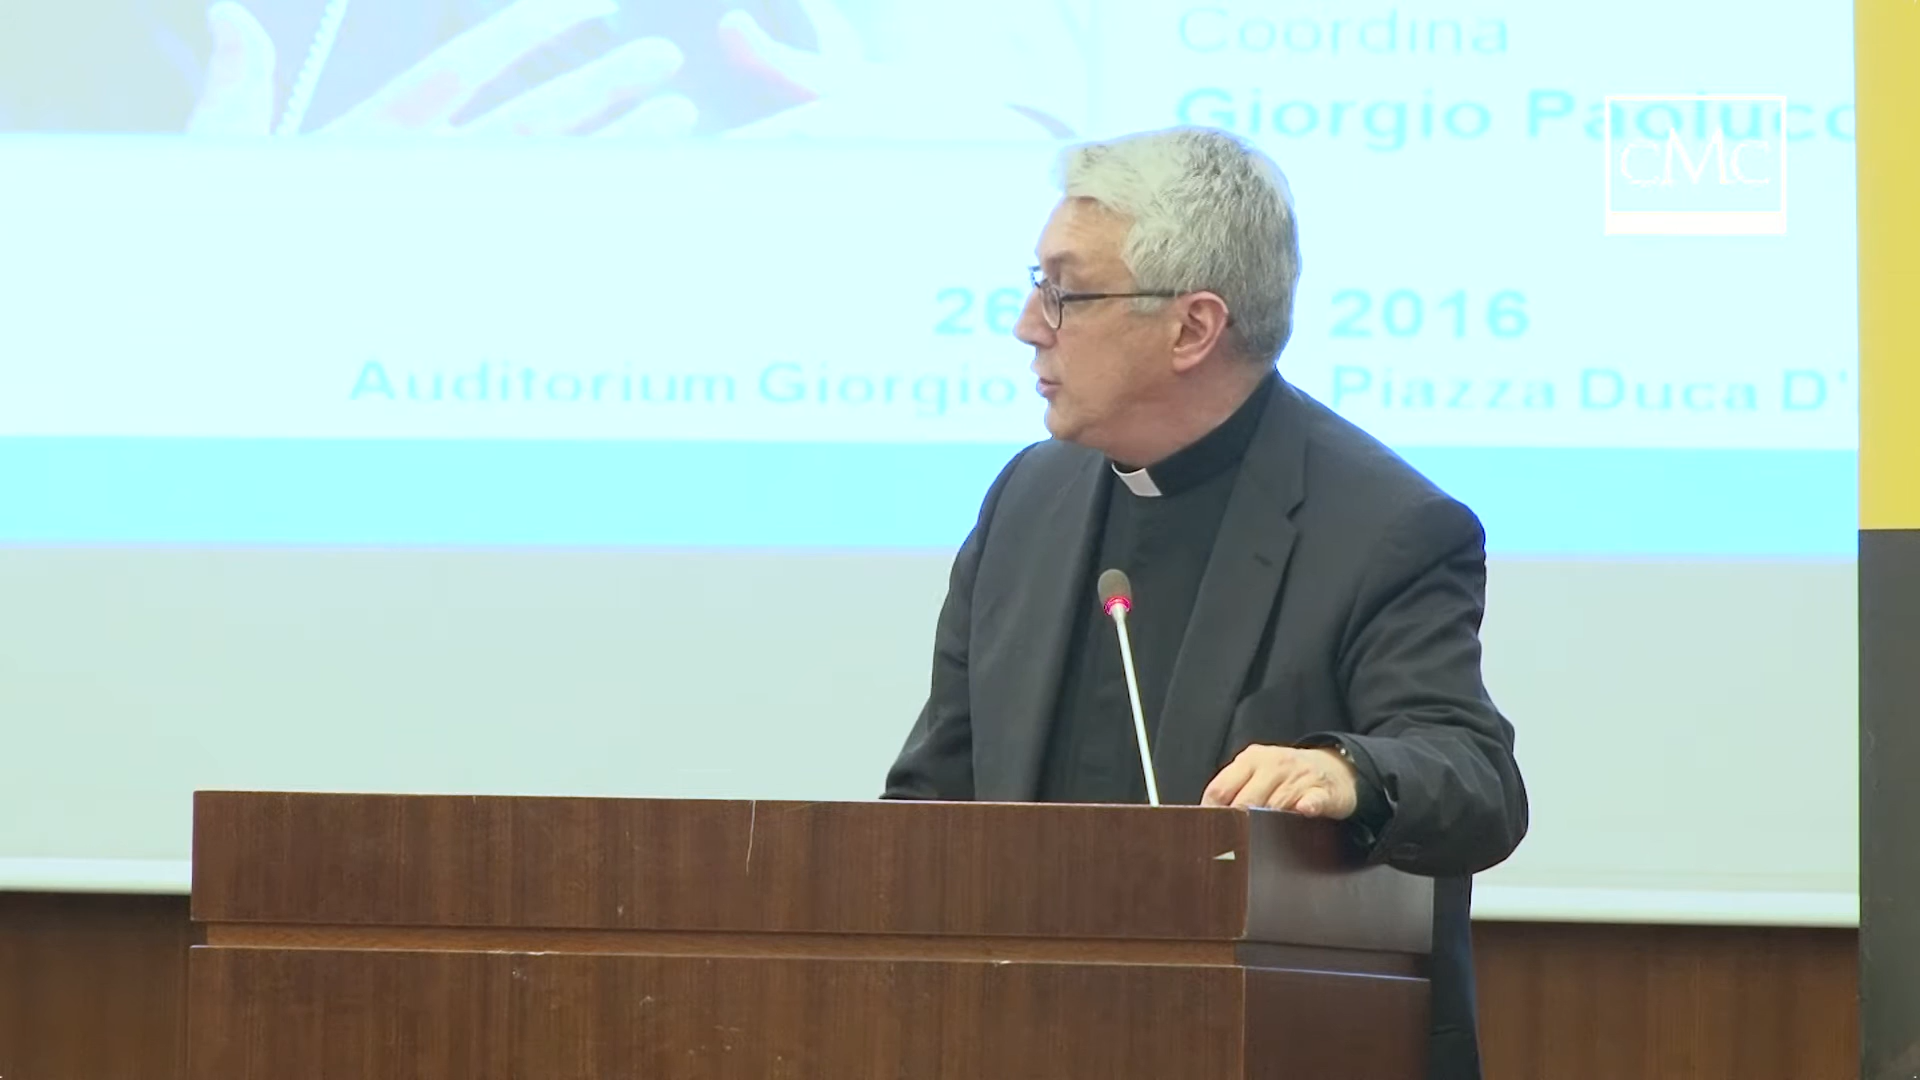 Coordina
Giorgio Paolucc
CMC
26 2016
Auditorium Giorgio Piazza Duca D'